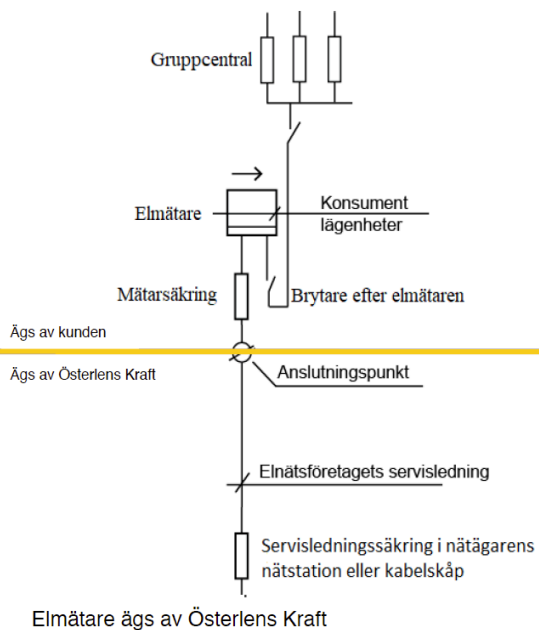 Gruppcentral
Elmätare
Konsument
lägenheter
Mätarsäkring
Brytare efter elmätaren
Ägs av kunden
Ägs av Österlens Kraft
Anslutningspunkt
Elnätsföretagets servisledning
Servisledningssäkring i nätägarens
nätstation eller kabelskåp
Elmätare ägs av Österlens Kraft